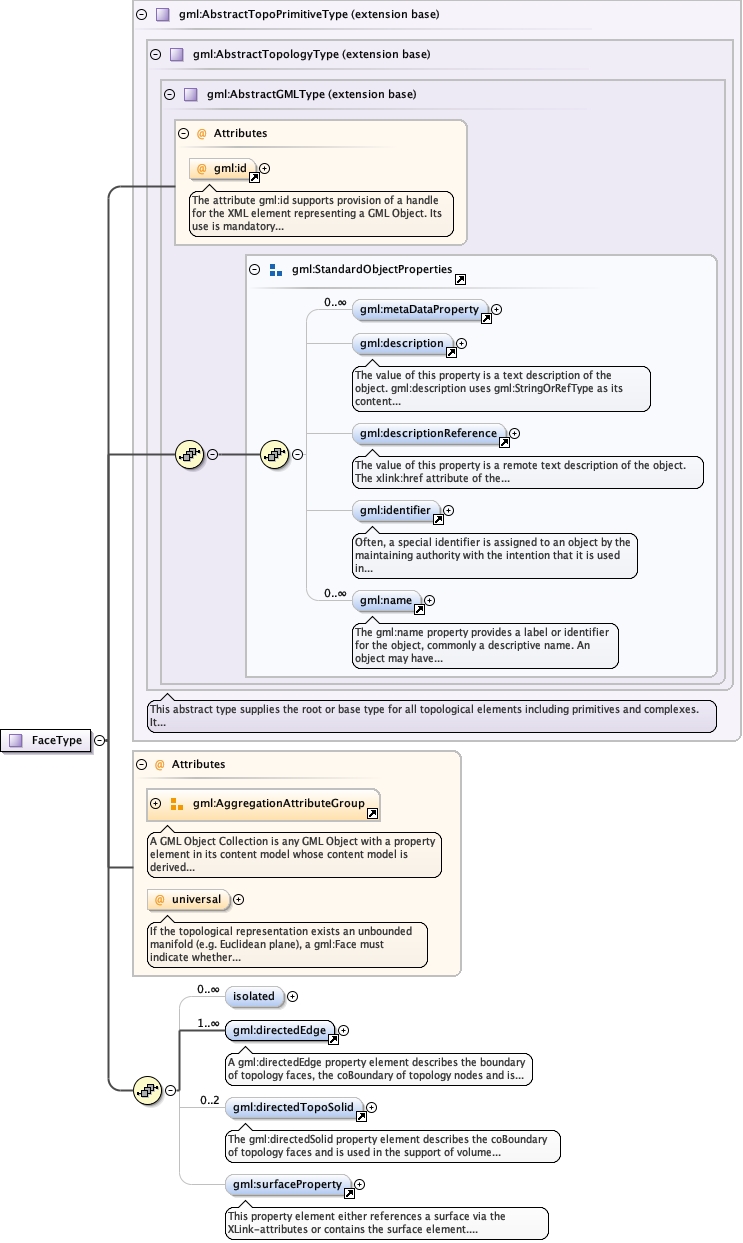 gml:AbstractTopoPrimitiveType (extension base)
gml:AbstractTopologyType (extension base)
gml:AbstractGMLType (extension base)
@ Attributes
@ gml:id
The attribute gml:id supports provision of a handle
for the XML element representing a GML Object. Its
use is mandatory...
gml:StandardObjectProperties
0..∞
gml:metaDataProperty
gml:description
The value of this property is a text description of the
object. gml:description uses gml:StringOrRefType as its
content...
gml:descriptionReference
The value of this property is a remote text description of the object.
The xlink:href attribute of the...
gml:identifier
Often, a special identifier is assigned to an object by the
maintaining authority with the intention that it is used
in...
0..∞
gml:name
The gml:name property provides a label or identifier
for the object, commonly a descriptive name. An
object may have...
This abstract type supplies the root or base type for all topological elements including primitives and complexes.
It...
FaceType
@ Attributes
gml:AggregationAttributeGroup
A GML Object Collection is any GML Object with a property
element in its content model whose content model is
derived...
@ universal
If the topological representation exists an unbounded
manifold (e.g. Euclidean plane), a gml:Face must
indicate whether...
0..∞
isolated
1..∞
gml:directedEdge
A gml:directedEdge property element describes the boundary
of topology faces, the coBoundary of topology nodes and is...
0..2
gml:directedTopoSolid
The gml:directedSolid property element describes the coBoundary
of topology faces and is used in the support of volume...
gml:surfaceProperty
This property element either references a surface via the
XLink-attributes or contains the surface element....